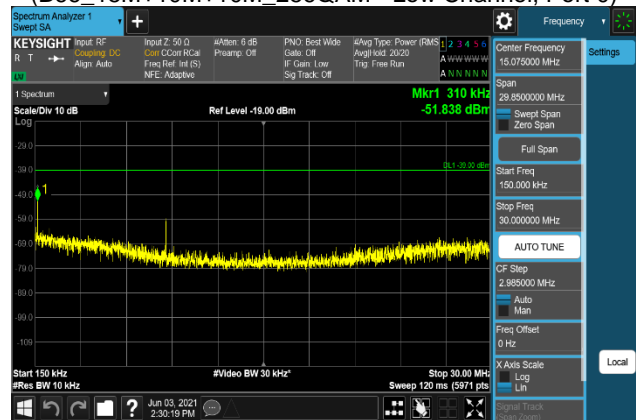 Spectrum Analyzer 1
Swept SA
Frequency
KEYSIGHT
R T
LW
Input: RF
Coupling: DC
Align: Auto
Input Z: 50 Ω
Corr CCorr RCal
Freq Ref: Int (S)
NFE: Adaptive
#Atten: 6 dB
Preamp: Off
PNO: Best Wide
Gate: Off
IF Gain: Low
Sig Track: Off
#Avg Type: Power (RMS
Avg|Hold: 20/20
Trig: Free Run
1 2 3 4 5 6
A WW WW W
A N N N N N
1 Spectrum
Scale/Div 10 dB
Log
Ref Level -19.00 dBm
Mkr1 310 kHz
-51.838 dBm
DL1 -39.00 dBm
1
-29.0
-39.0
-49.0
-59.0
-69.0
-79.0
-89.0
-99.0
-109
Start 150 kHz
#Res BW 10 kHz
#Video BW 30 kHz*
Stop 30.00 MHz
Sweep 120 ms (5971 pts
Jun 03, 2021
2:30:19 PM
Center Frequency
15.075000 MHz
Span
29.8500000 MHz
Swept Span
Zero Span
Full Span
Start Freq
150.000 kHz
Stop Freq
30.000000 MHz
AUTO TUNE
CF Step
2.985000 MHz
Auto
Man
Freq Offset
0 Hz
X Axis Scale
Log
Lin
Signal Track
(Span Zoom)
Settings
Local